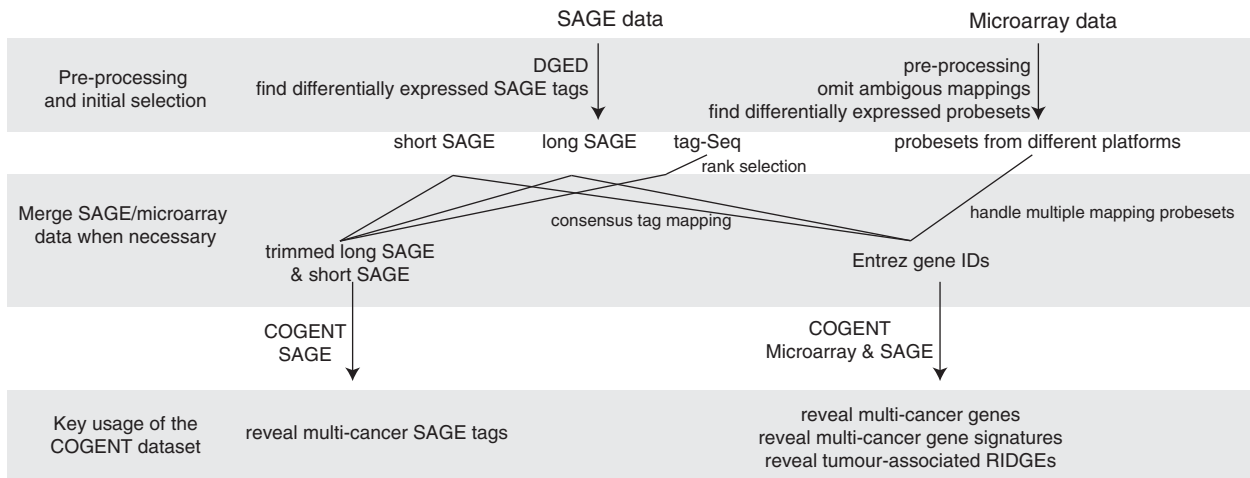 SAGE data
Microarray data
Pre-processing
and initial selection
DGED
find differentially expressed SAGE tags
pre-processing
omit ambigous mappings
find differentially expressed probesets
short SAGE
long SAGE
tag-Seq
probesets from different platforms
rank selection
Merge SAGE/microarray
data when necessary
consensus tag mapping
handle multiple mapping probesets
trimmed long SAGE
& short SAGE
Entrez gene IDs
COGENT
SAGE
COGENT
Microarray & SAGE
Key usage of the
COGENT dataset
reveal multi-cancer SAGE tags
reveal multi-cancer genes
reveal multi-cancer gene signatures
reveal tumour-associated RIDGEs